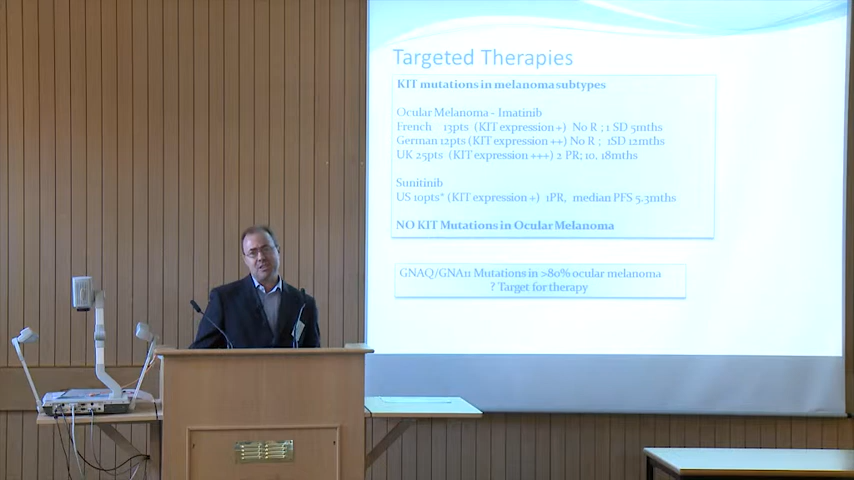 Targeted Therapies
KIT mutations in melanoma subtypes
Ocular Melanoma – Imatinib
French 13pts (KIT expression +) No R ; 1 SD 5mths
German 12pts (KIT expression ++) No R ; 1SD 12mths
UK 25pts (KIT expression +++) 2 PR; 10, 18mths
Sunitinib
US 10pts* (KIT expression +) 1PR, median PFS 5.3mths
NO KIT Mutations in Ocular Melanoma
GNAQ/GNA11 Mutations in >80% ocular melanoma
? Target for therapy